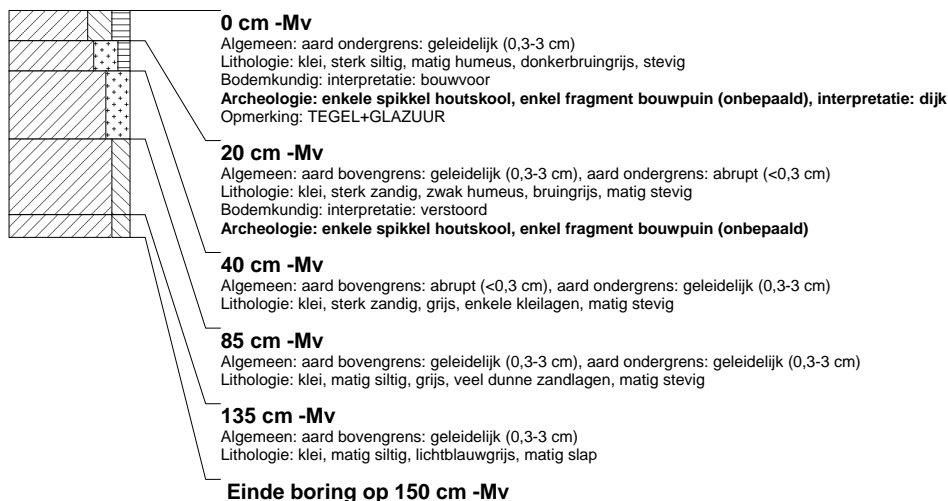 0 cm -Mv
Algemeen: aard ondergrens: geleidelijk (0,3-3 cm)
Lithologie: klei, sterk siltig, matig humeus, donkerbruingrijs, stevig
Bodemkundig: interpretatie: bouwvoor
Archeologie: enkele spikkel houtskool, enkel fragment bouwpuin (onbepaald), interpretatie: dijk
Opmerking: TEGEL+GLAZUUR
20 cm -Mv
Algemeen: aard bovengrens: geleidelijk (0,3-3 cm), aard ondergrens: abrupt (<0,3 cm)
Lithologie: klei, sterk zandig, zwak humeus, bruingrijs, matig stevig
Bodemkundig: interpretatie: verstoord
Archeologie: enkele spikkel houtskool, enkel fragment bouwpuin (onbepaald)
40 cm -Mv
Algemeen: aard bovengrens: abrupt (<0,3 cm), aard ondergrens: geleidelijk (0,3-3 cm)
Lithologie: klei, sterk zandig, grijs, enkele kleilagen, matig stevig
85 cm -Mv
Algemeen: aard bovengrens: geleidelijk (0,3-3 cm), aard ondergrens: geleidelijk (0,3-3 cm)
Lithologie: klei, matig siltig, grijs, veel dunne zandlagen, matig stevig
135 cm -Mv
Algemeen: aard bovengrens: geleidelijk (0,3-3 cm)
Lithologie: klei, matig siltig, lichtblauwgrijs, matig slap
Einde boring op 150 cm -Mv